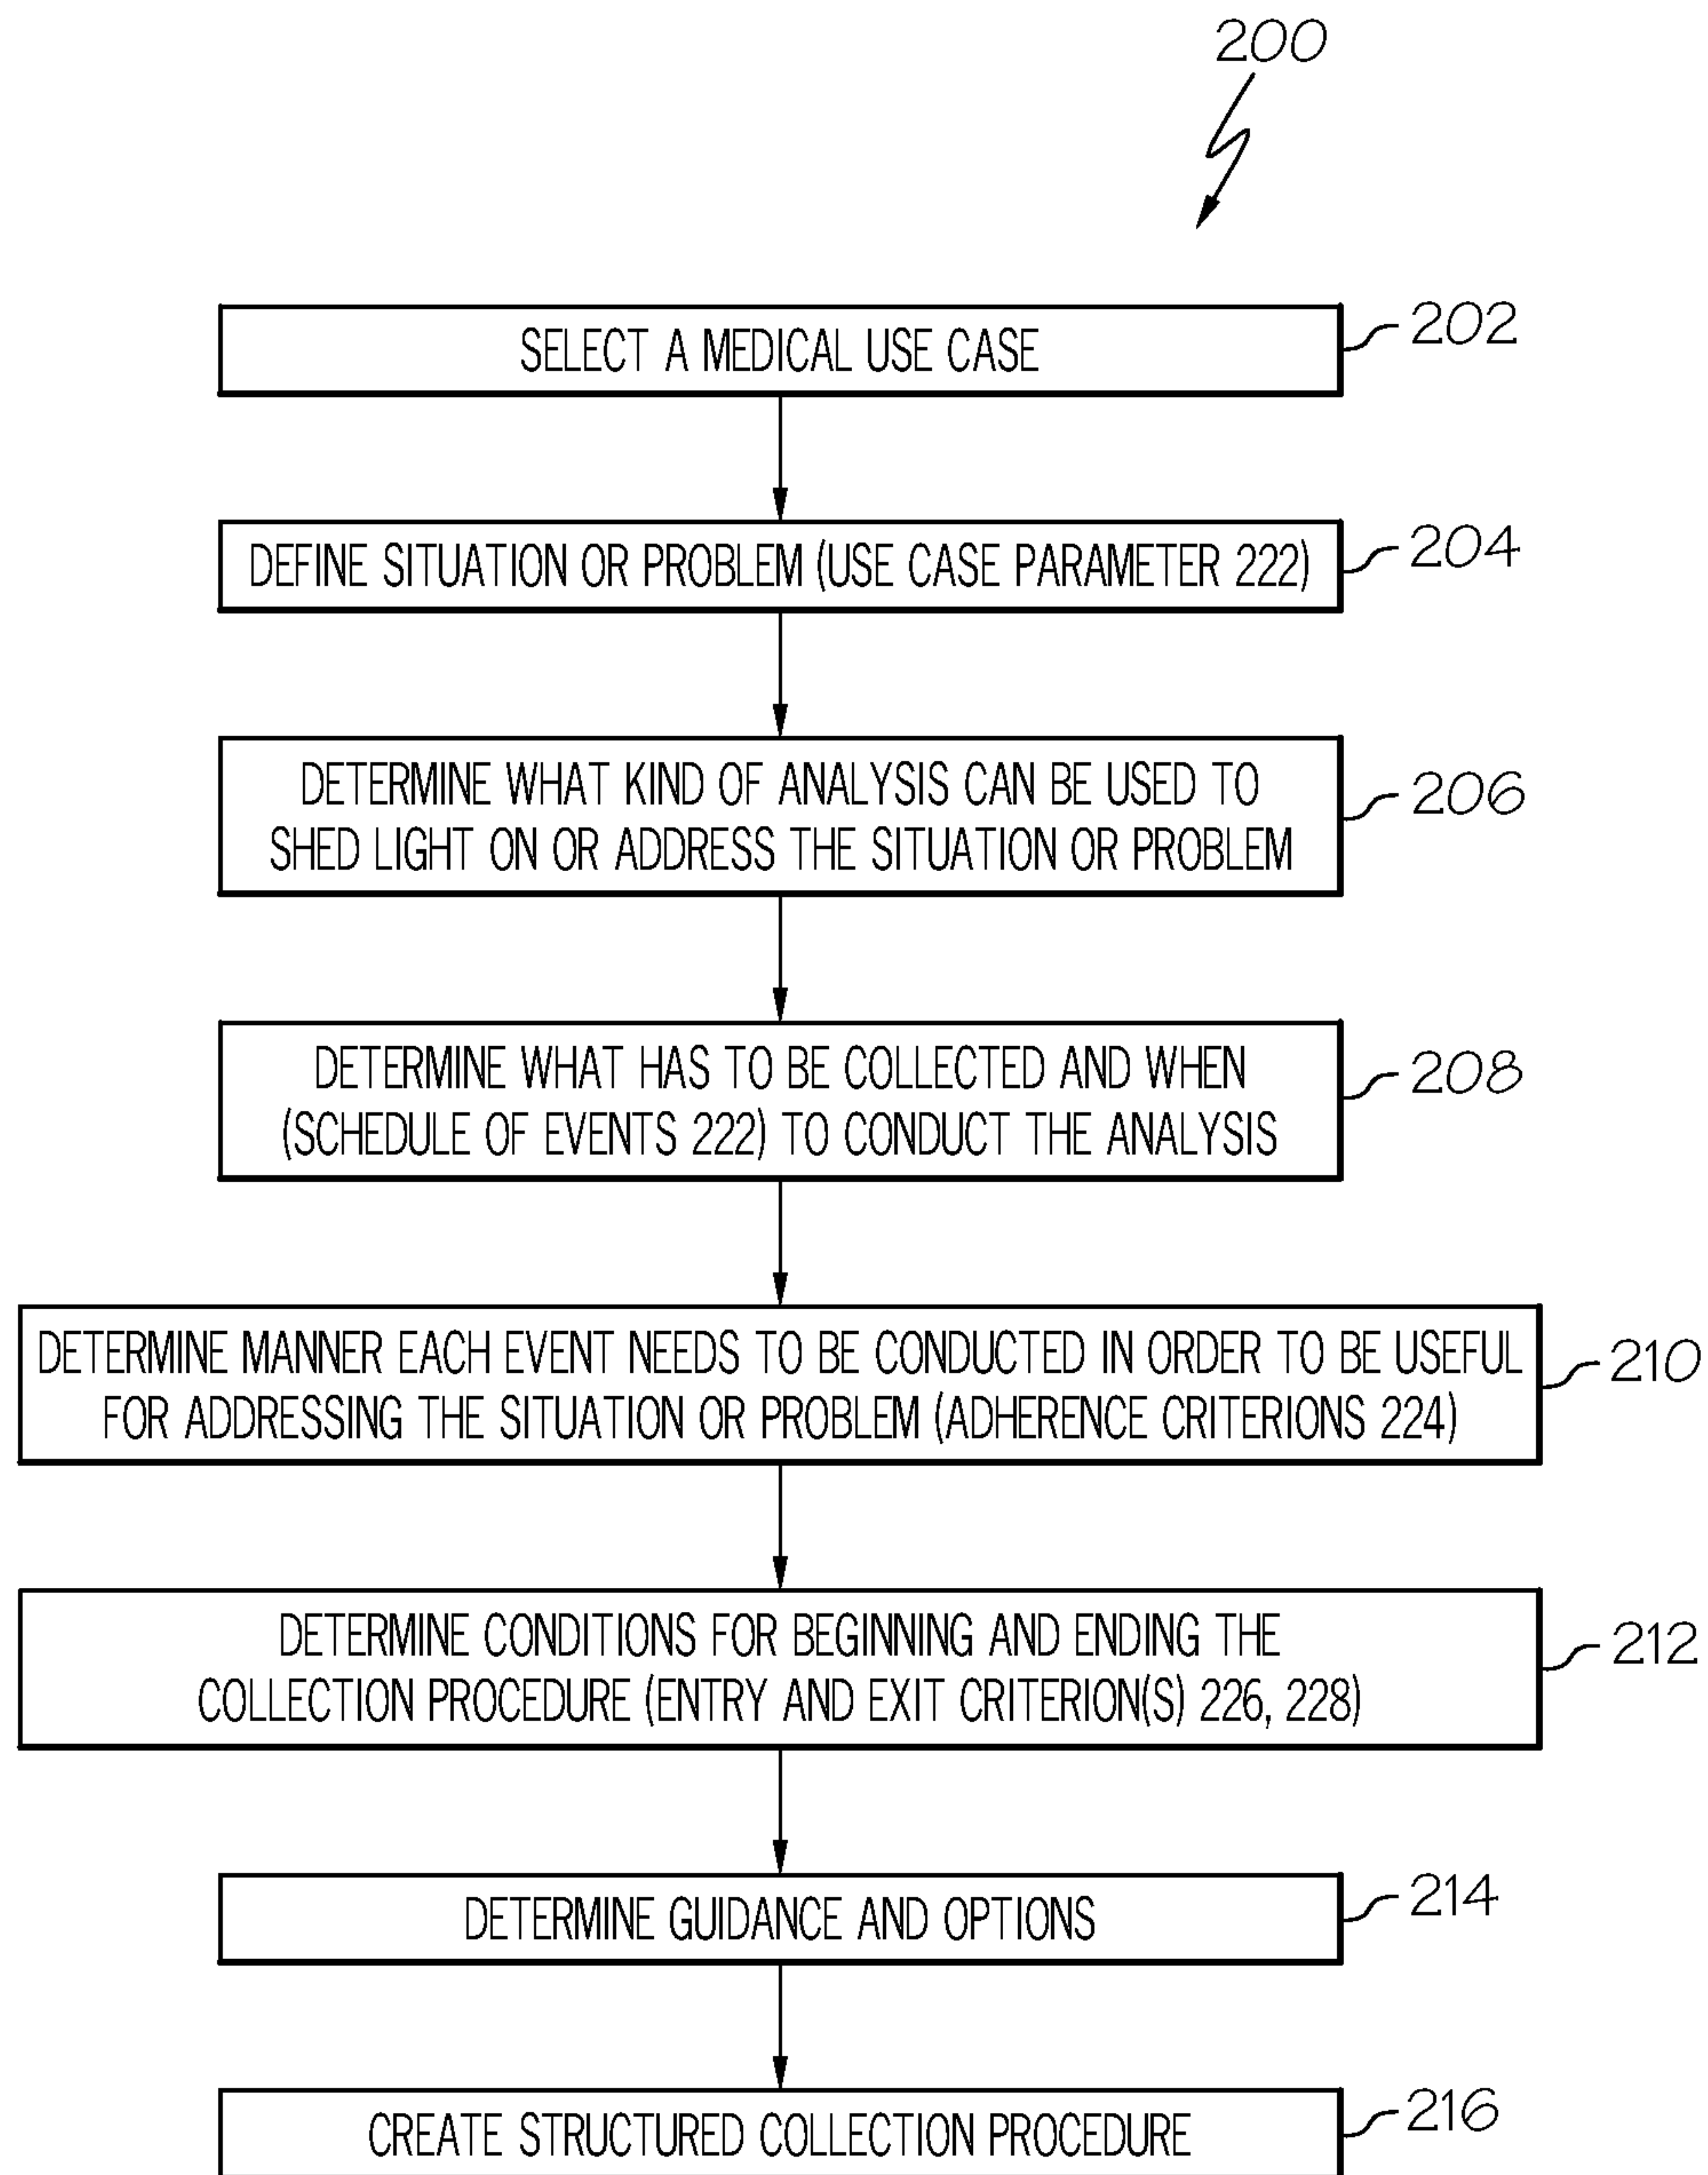 200
SELECT A MEDICAL USE CASE
202
DEFINE SITUATION OR PROBLEM (USE CASE PARAMETER 222)
204
DETERMINE WHAT KIND OF ANALYSIS CAN BE USED TO
SHED LIGHT ON OR ADDRESS THE SITUATION OR PROBLEM
206
DETERMINE WHAT HAS TO BE COLLECTED AND WHEN
(SCHEDULE OF EVENTS 222) TO CONDUCT THE ANALYSIS
208
DETERMINE MANNER EACH EVENT NEEDS TO BE CONDUCTED IN ORDER TO BE USEFUL
FOR ADDRESSING THE SITUATION OR PROBLEM (ADHERENCE CRITERIONS 224)
210
DETERMINE CONDITIONS FOR BEGINNING AND ENDING THE
COLLECTION PROCEDURE (ENTRY AND EXIT CRITERION(S) 226, 228)
212
DETERMINE GUIDANCE AND OPTIONS
214
CREATE STRUCTURED COLLECTION PROCEDURE
216